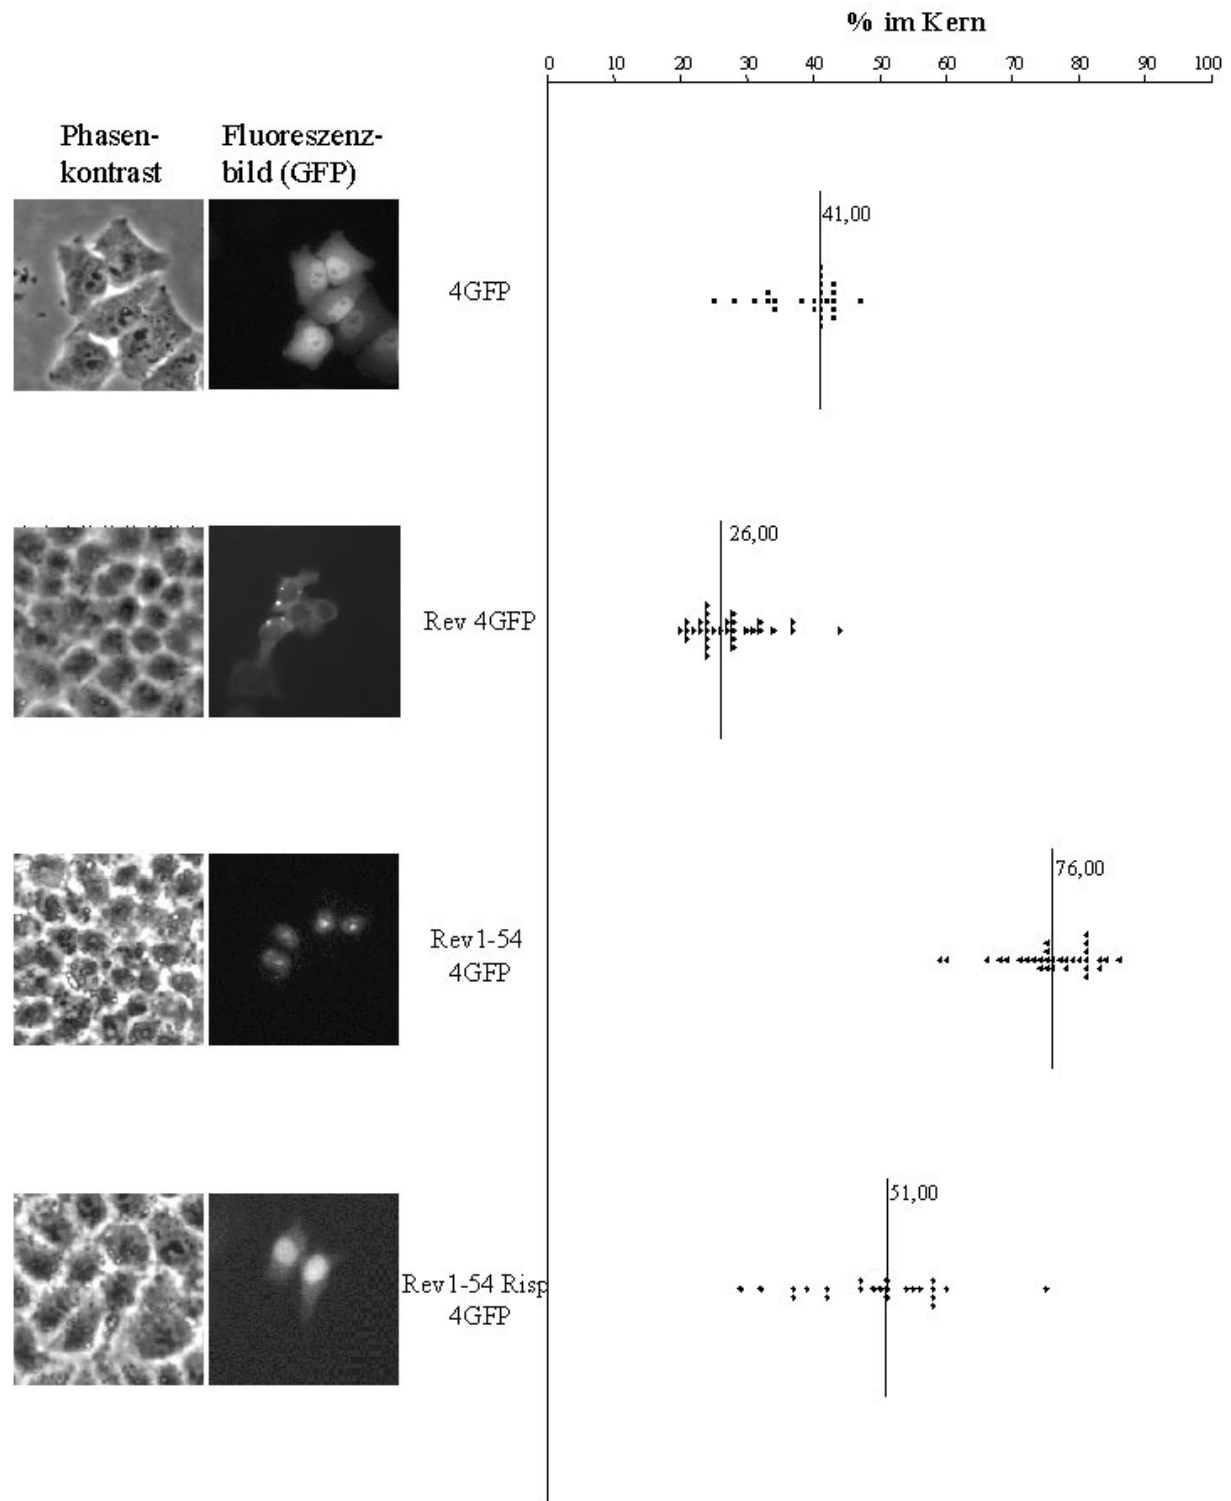 % im Kern
0 10 20 30 40 50 60 70 80 90 100
Phasen-
kontrast
Fluoreszenz-
bild (GFP)
41,00
4GFP
26,00
Rev 4GFP
76,00
Rev1-54
4GFP
51,00
Rev1-54 Risp
4GFP